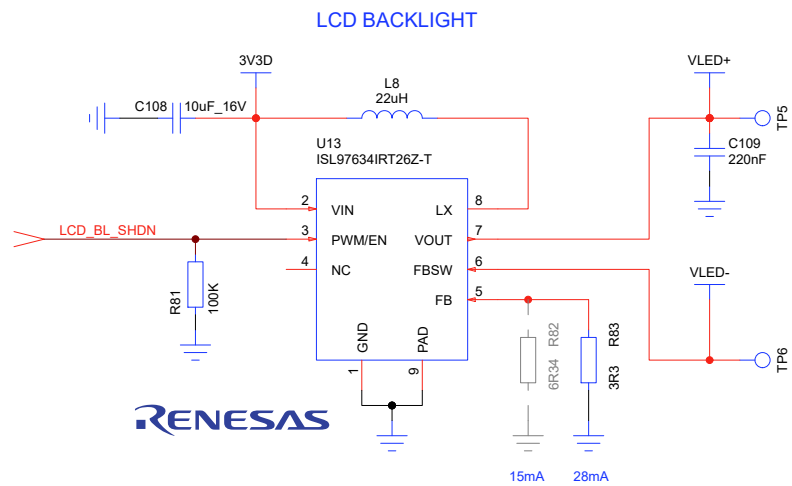 LCD BACKLIGHT
3V3D
VLED+
L8
22uH
C108
10uF_16V
TP5
U13
ISL97634IRT26Z-T
C109
220nF
2
VIN
LX
8
LCD_BL_SHDN
3
PWM/EN
VOUT
7
4
NC
FBSW
6
VLED-
R81
100K
FB
5
GND
PAD
1
9
R82
6R34
R83
3R3
TP6
RENESAS
15mA
28mA